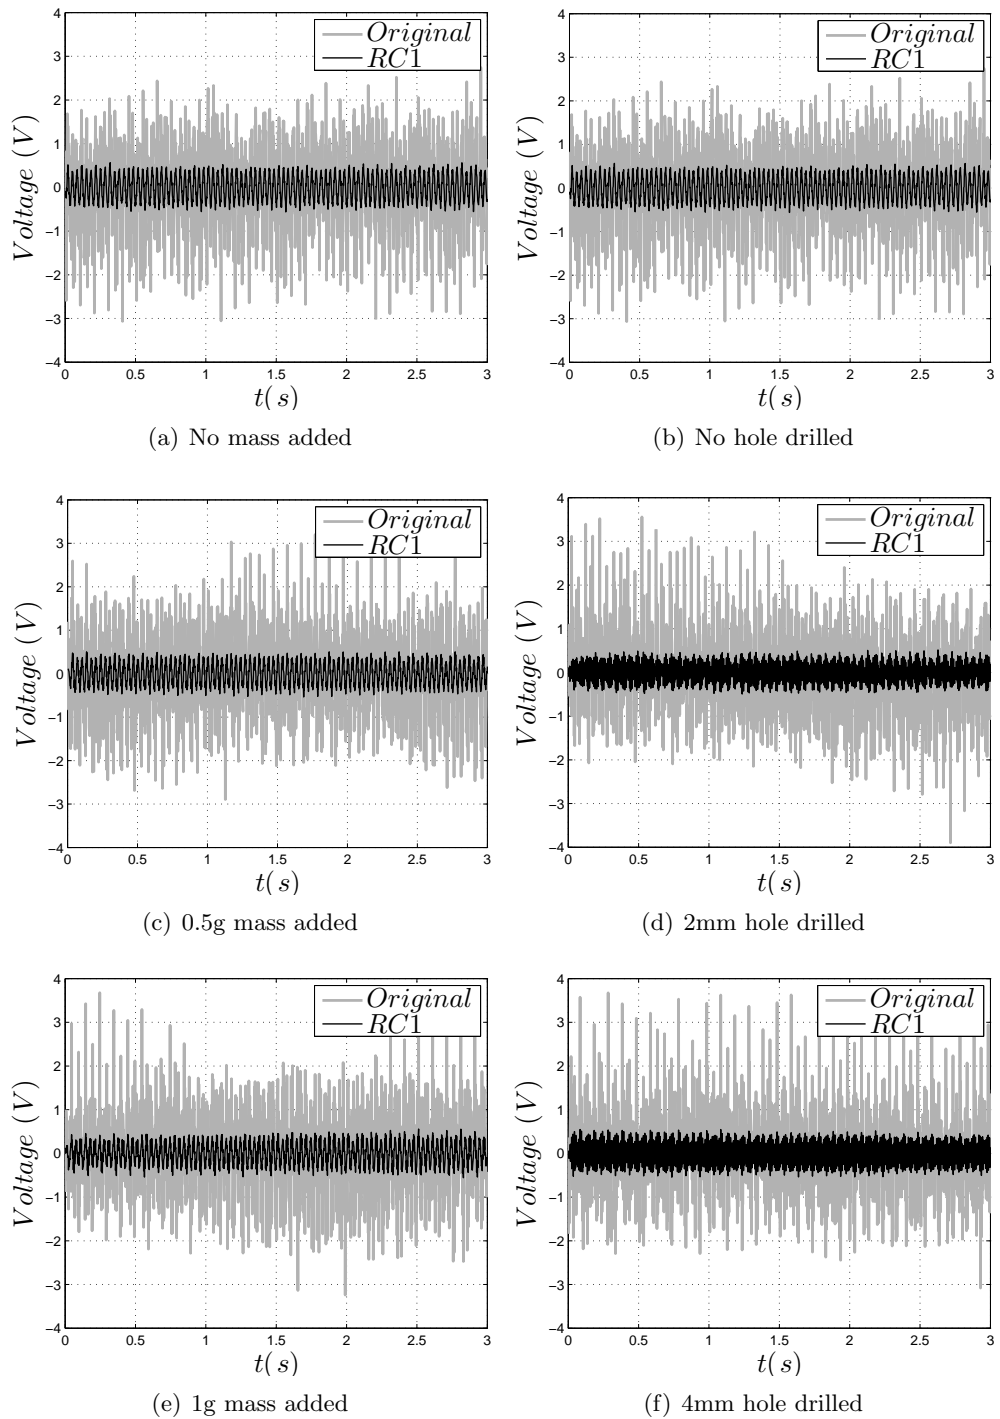 4
3
2
1
0
−1
−2
−3
−4
0 0.5 1 1.5 2 2.5 3
Voltage (V)
t(s)
Original
RC1
(a) No mass added
4
3
2
1
0
−1
−2
−3
−4
0 0.5 1 1.5 2 2.5 3
Voltage (V)
t(s)
Original
RC1
(b) No hole drilled
4
3
2
1
0
−1
−2
−3
−4
0 0.5 1 1.5 2 2.5 3
Voltage (V)
t(s)
Original
RC1
(c) 0.5g mass added
4
3
2
1
0
−1
−2
−3
−4
0 0.5 1 1.5 2 2.5 3
Voltage (V)
t(s)
Original
RC1
(d) 2mm hole drilled
4
3
2
1
0
−1
−2
−3
−4
0 0.5 1 1.5 2 2.5 3
Voltage (V)
t(s)
Original
RC1
(e) 1g mass added
4
3
2
1
0
−1
−2
−3
−4
0 0.5 1 1.5 2 2.5 3
Voltage (V)
t(s)
Original
RC1
(f) 4mm hole drilled